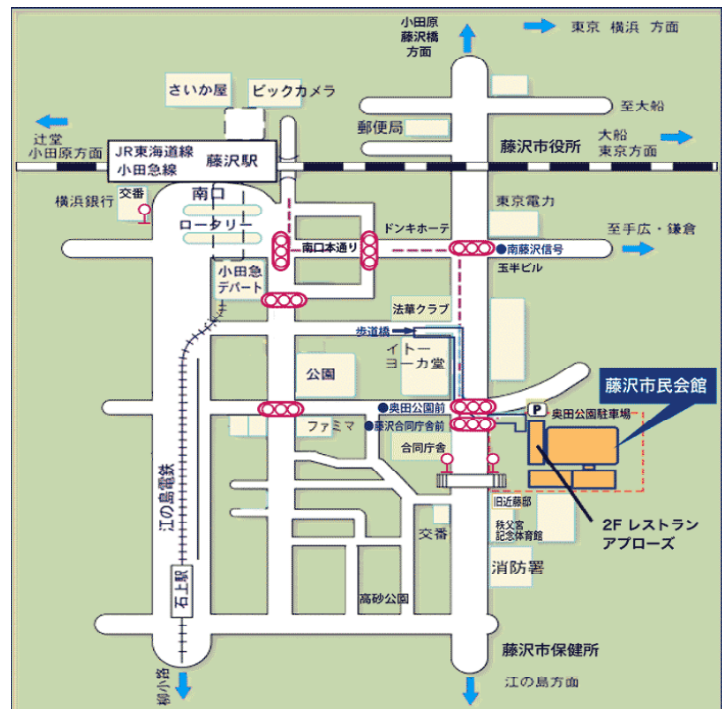 小田原
藤沢橋
方面
東京 横浜 方面
さいか屋
ビックカメラ
至大船
郵便局
辻堂
小田原方面
JR東海道線
小田急線
藤沢駅
藤沢市役所
大船
東京方面
南口
横浜銀行
交番
ロータリー
東京電力
ドンキホーテ
南口本通り
南藤沢信号
至手広・鎌倉
玉半ビル
小田急
デパート
法華クラブ
歩道橋
イトー
ヨーカ堂
公園
藤沢市民会館
奥田公園前
P
奥田公園駐車場
ファミマ
藤沢合同庁舎前
合同庁舎
江の島電鉄
旧近藤邸
交番
秩父宮
記念体育館
2F レストラン
アプローズ
消防署
石上駅
高砂公園
藤沢市保健所
柳小路
江の島方面